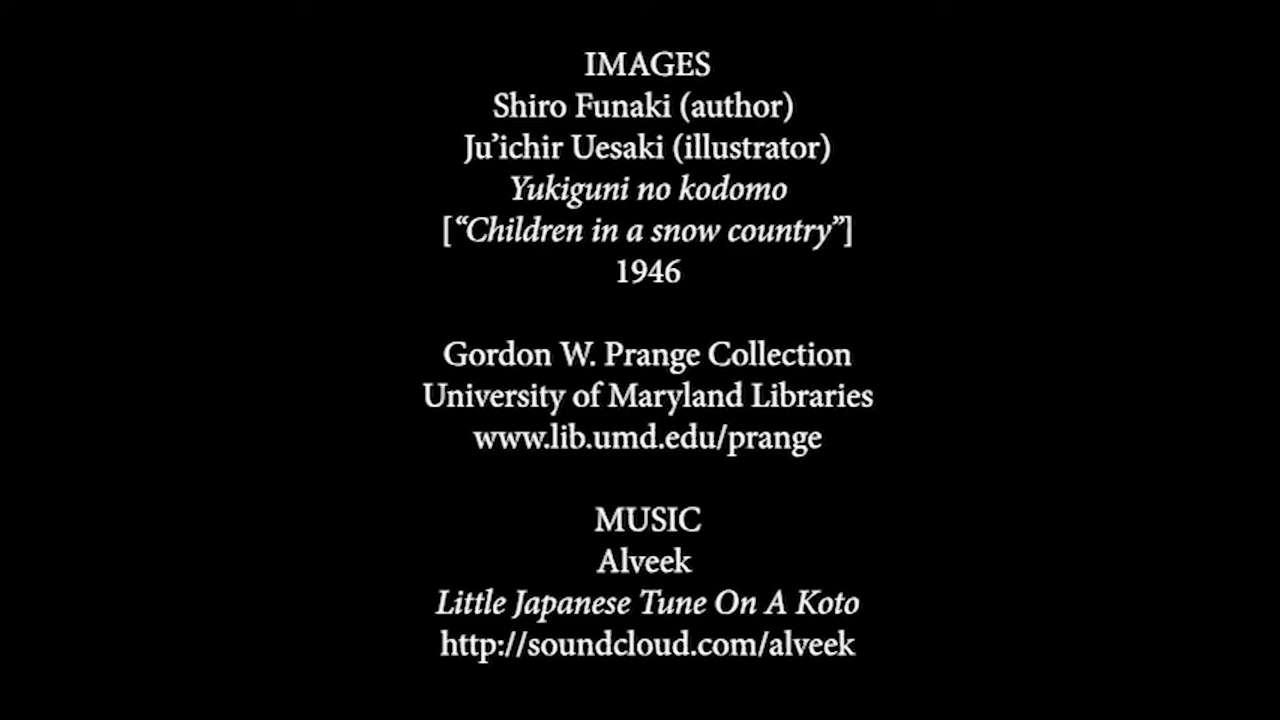 IMAGES
Shiro Funaki (author)
Ju’ichir Uesaki (illustrator)
Yukiguni no kodomo
[“Children in a snow country”]
1946
Gordon W. Prange Collection
University of Maryland Libraries
www.lib.umd.edu/prange
MUSIC
Alveek
Little Japanese Tune On A Koto
http://soundcloud.com/alveek